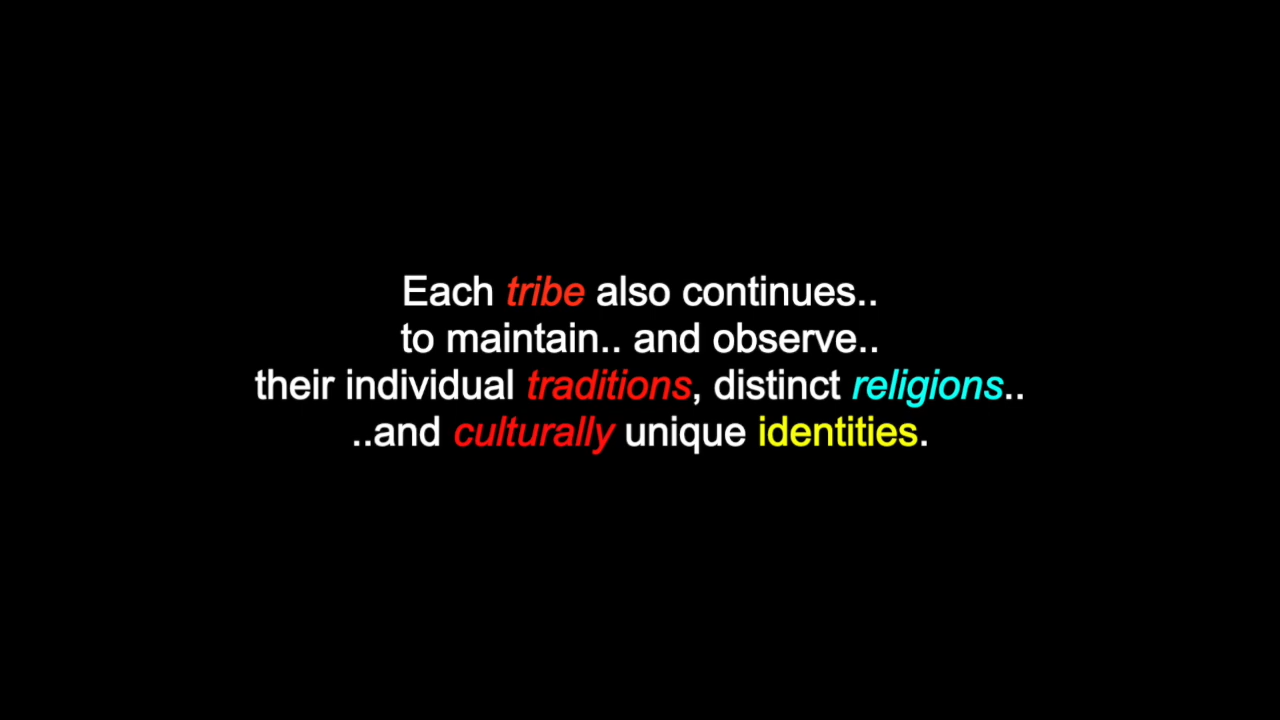 Each tribe also continues..
to maintain.. and observe..
their individual traditions, distinct religions..
..and culturally unique identities.